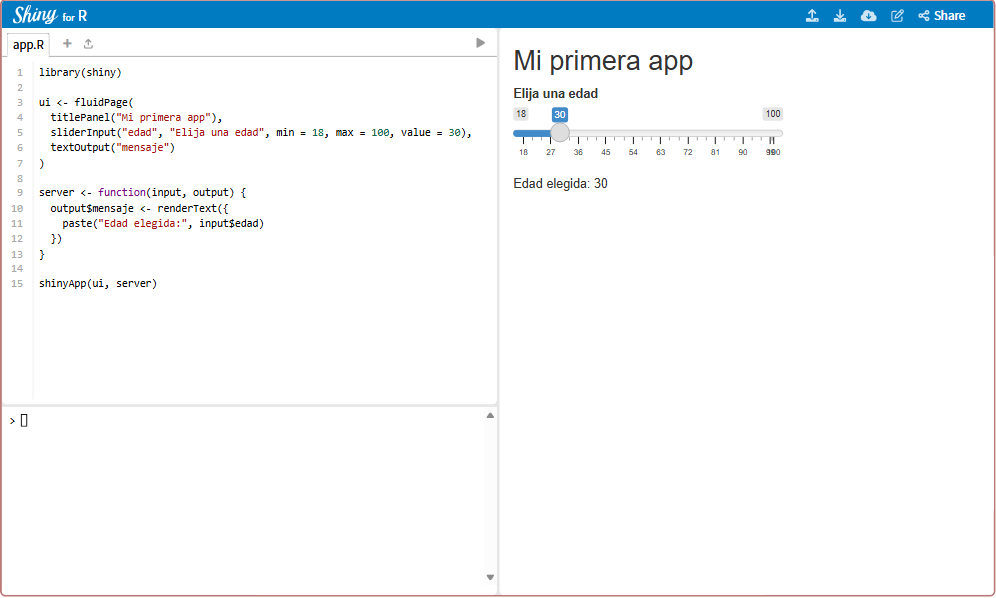 Shiny for R
Share
app.R
1 library(shiny)
2
3 ui <- fluidPage(
4   titlePanel("Mi primera app"),
5   sliderInput("edad", "Elija una edad", min = 18, max = 100, value = 30),
6   textOutput("mensaje")
7 )
8
9 server <- function(input, output) {
10   output$mensaje <- renderText({
11     paste("Edad elegida:", input$edad)
12   })
13 }
14
15 shinyApp(ui, server)
>
Mi primera app
Elija una edad
18 30 100
18 27 36 45 54 63 72 81 90
Edad elegida: 30